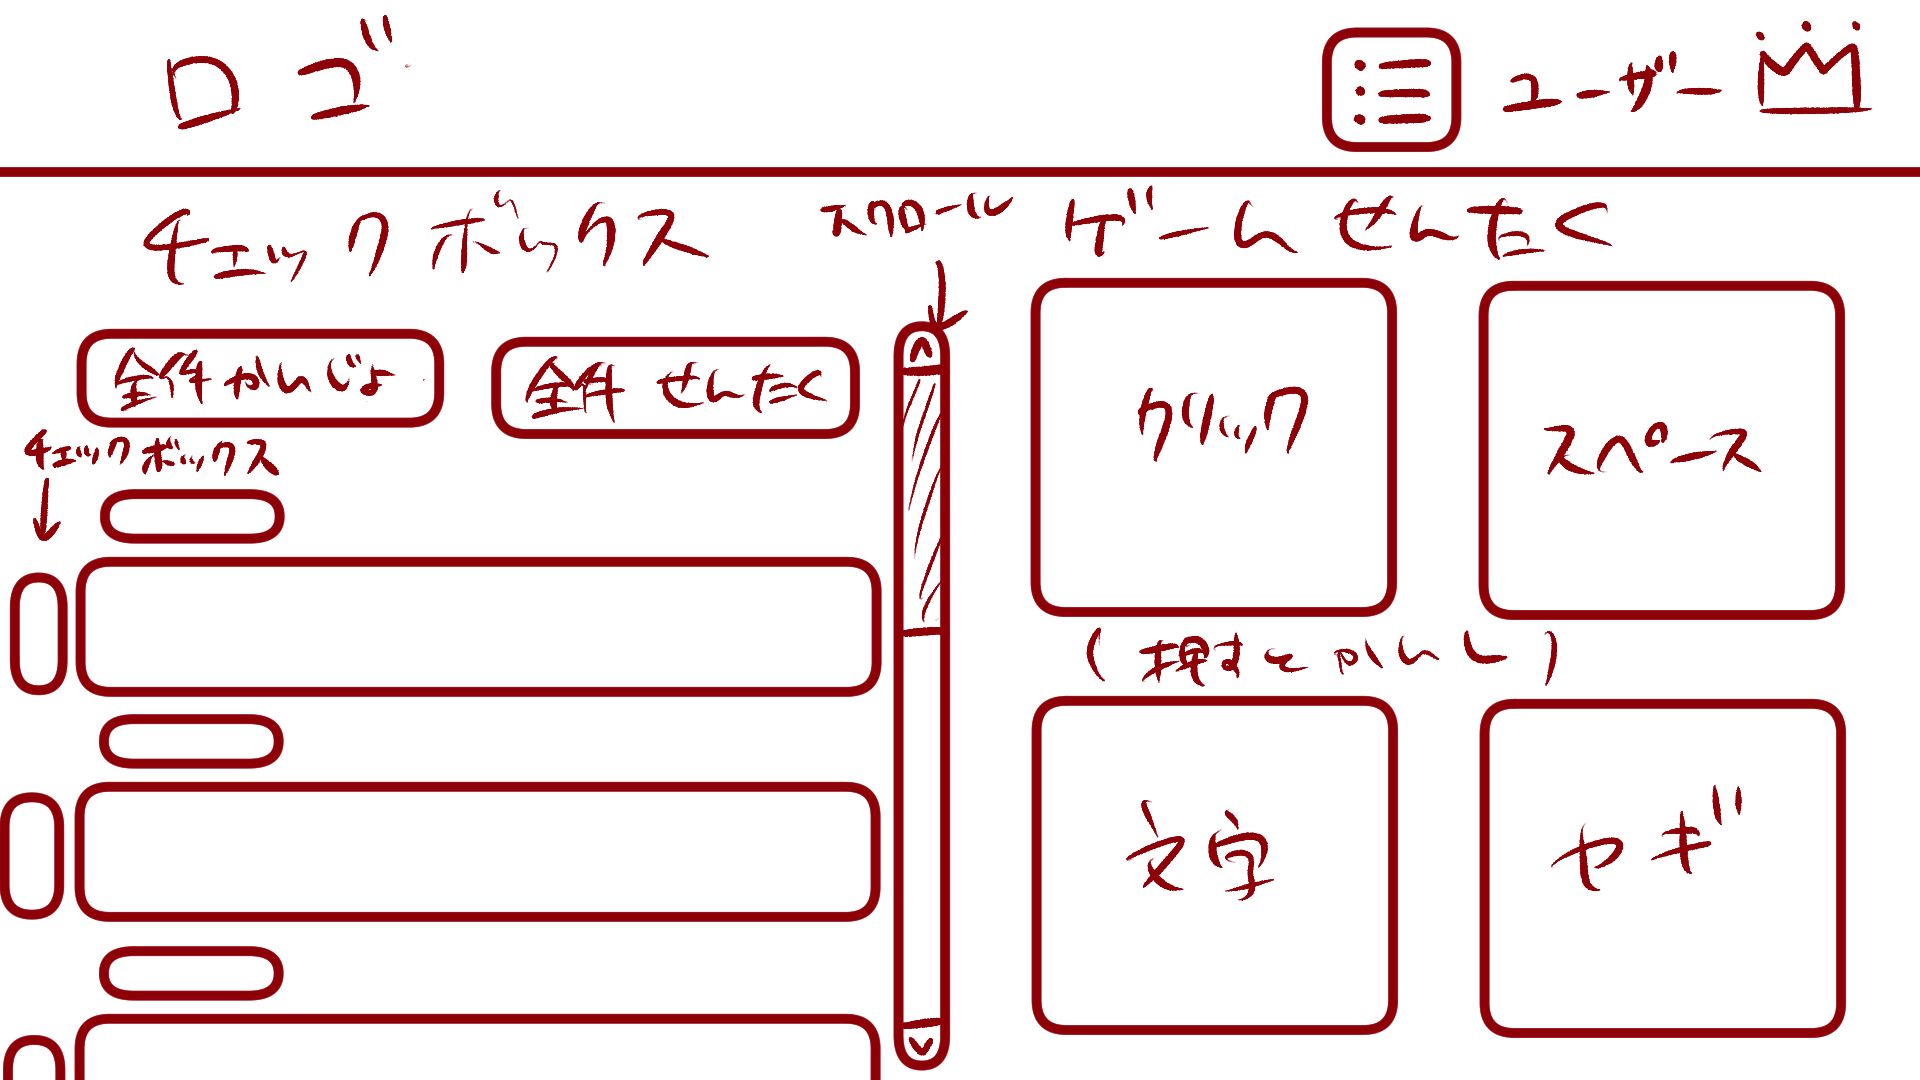 ロゴ
ユーザー
チェックボックス
スクロール
ゲームせんたく
全件かいじょ
全件せんたく
チェックボックス
クリック
スペース
(押すとかいし)
文字
セギ